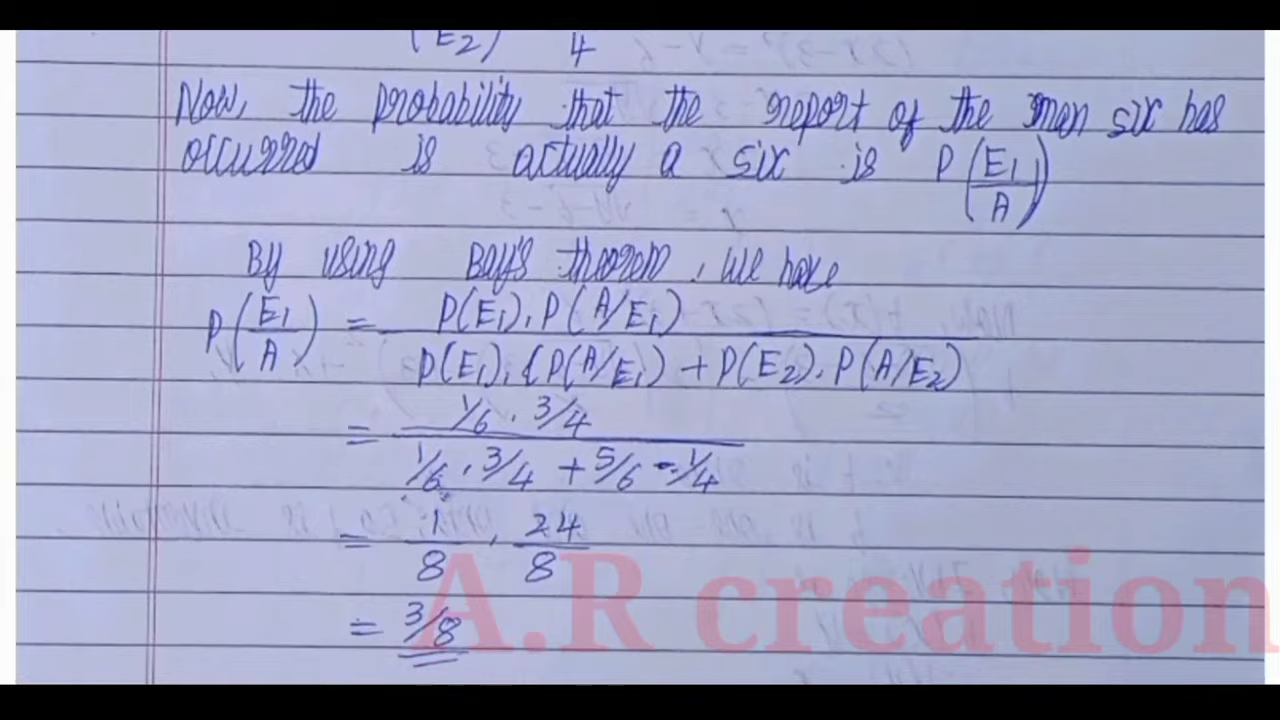 (E2) 4
Now, the probability that the report of the man six has
occurred is actually a six is P(E1/A)
By using Bay's theorem, We have
P(E1/A) = P(E1). P(A/E1)
P(E1). {P(A/E1) + P(E2). P(A/E2)
= 1/6 . 3/4
1/6 . 3/4 + 5/6 . 1/4
= 1/8 . 24/8
= 3/8
A.R creation